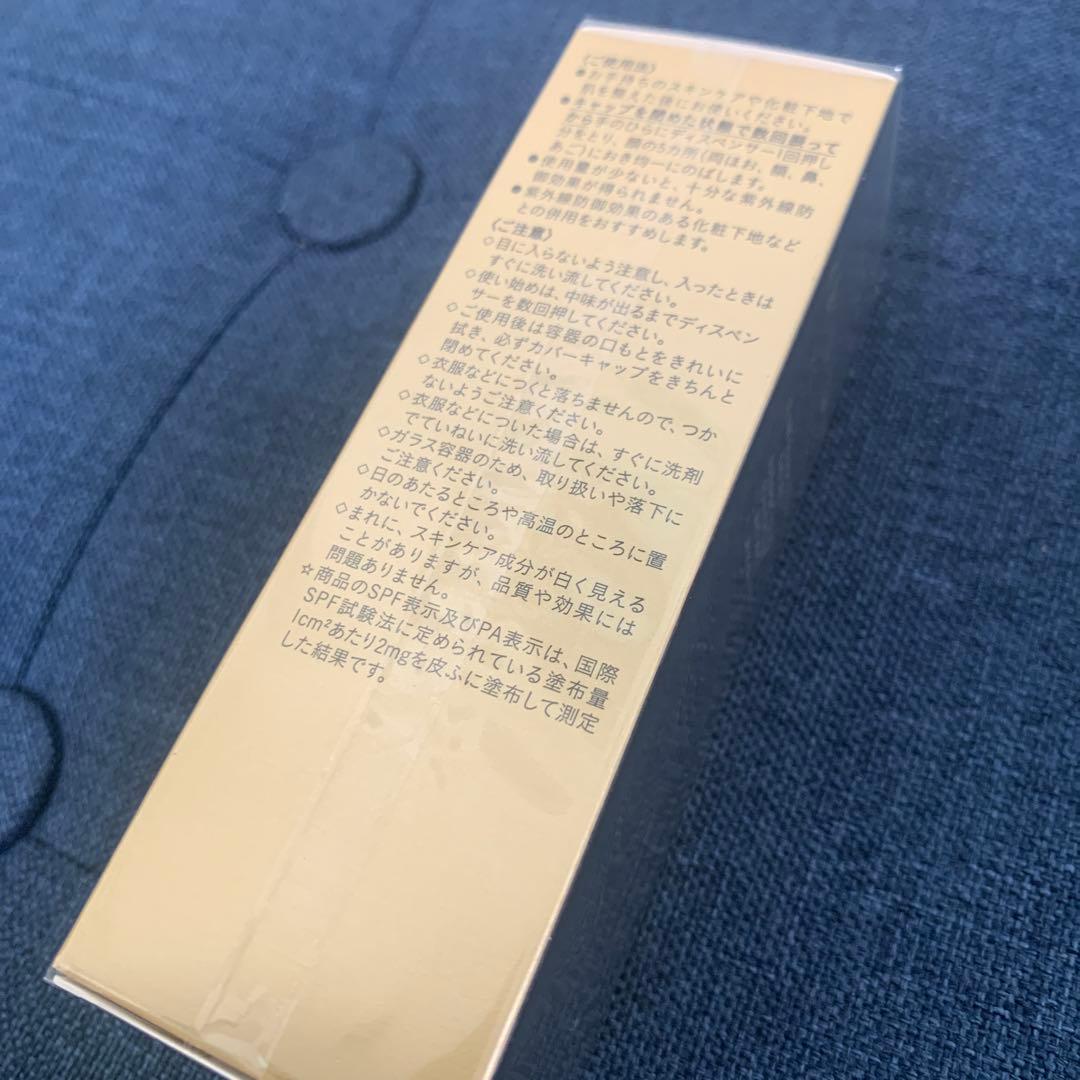 〈ご使用法〉
●お手持ちのスキンケアや化粧下地で
肌を整えた後にお使いください。
●キャップを閉めた状態で数回振って
からてのひらにディスペンサー1回押し
分をとり、顔の5カ所（両ほお、額、鼻、
あご）におき均一にのばします。
●使用量が少ないと、十分な紫外線防
御効果が得られません。
●紫外線防御効果のある化粧下地など
との併用をおすすめします。
〈ご注意〉
◇目に入らないよう注意し、入ったときは
すぐに洗い流してください。
◇使い始めは、中味が出るまでディスペン
サーを数回押してください。
◇ご使用後は容器の口もとをきれいに
拭き、必ずカバーキャップをきちんと
閉めてください。
◇衣服などにつくと落ちませんので、つか
ないようご注意ください。
◇衣服などについた場合は、すぐに洗剤
でていねいに洗い流してください。
◇ガラス容器のため、取り扱いや落下に
ご注意ください。
◇日のあたるところや高温のところに置
かないでください。
◇まれに、スキンケア成分が白く見える
ことがありますが、品質や効果には
問題ありません。
☆商品のSPF表示及びPA表示は、国際
SPF試験法に定められている塗布量
1cm²あたり2mgを皮ふに塗布して測定
した結果です。